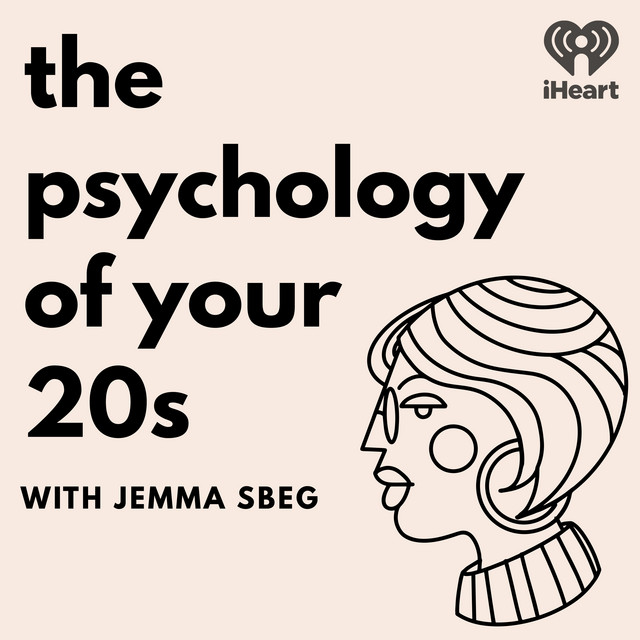 the
psychology
of your
20s
WITH JEMMA SBEG
iHeart